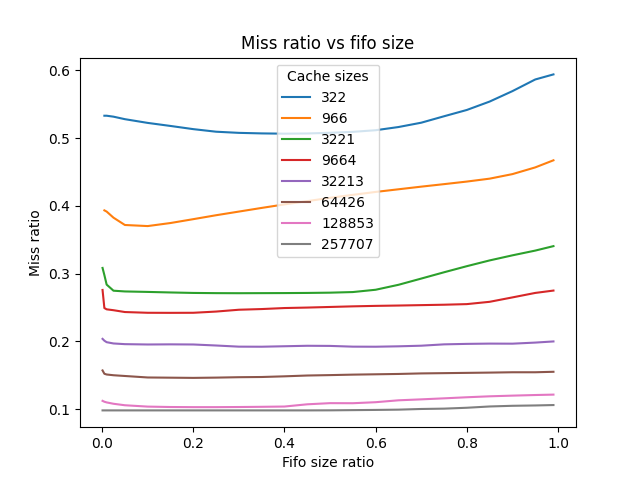 Miss ratio vs fifo size
Cache sizes
322
966
3221
9664
32213
64426
128853
257707
Miss ratio
0.6
0.5
0.4
0.3
0.2
0.1
0.0 0.2 0.4 0.6 0.8 1.0
Fifo size ratio